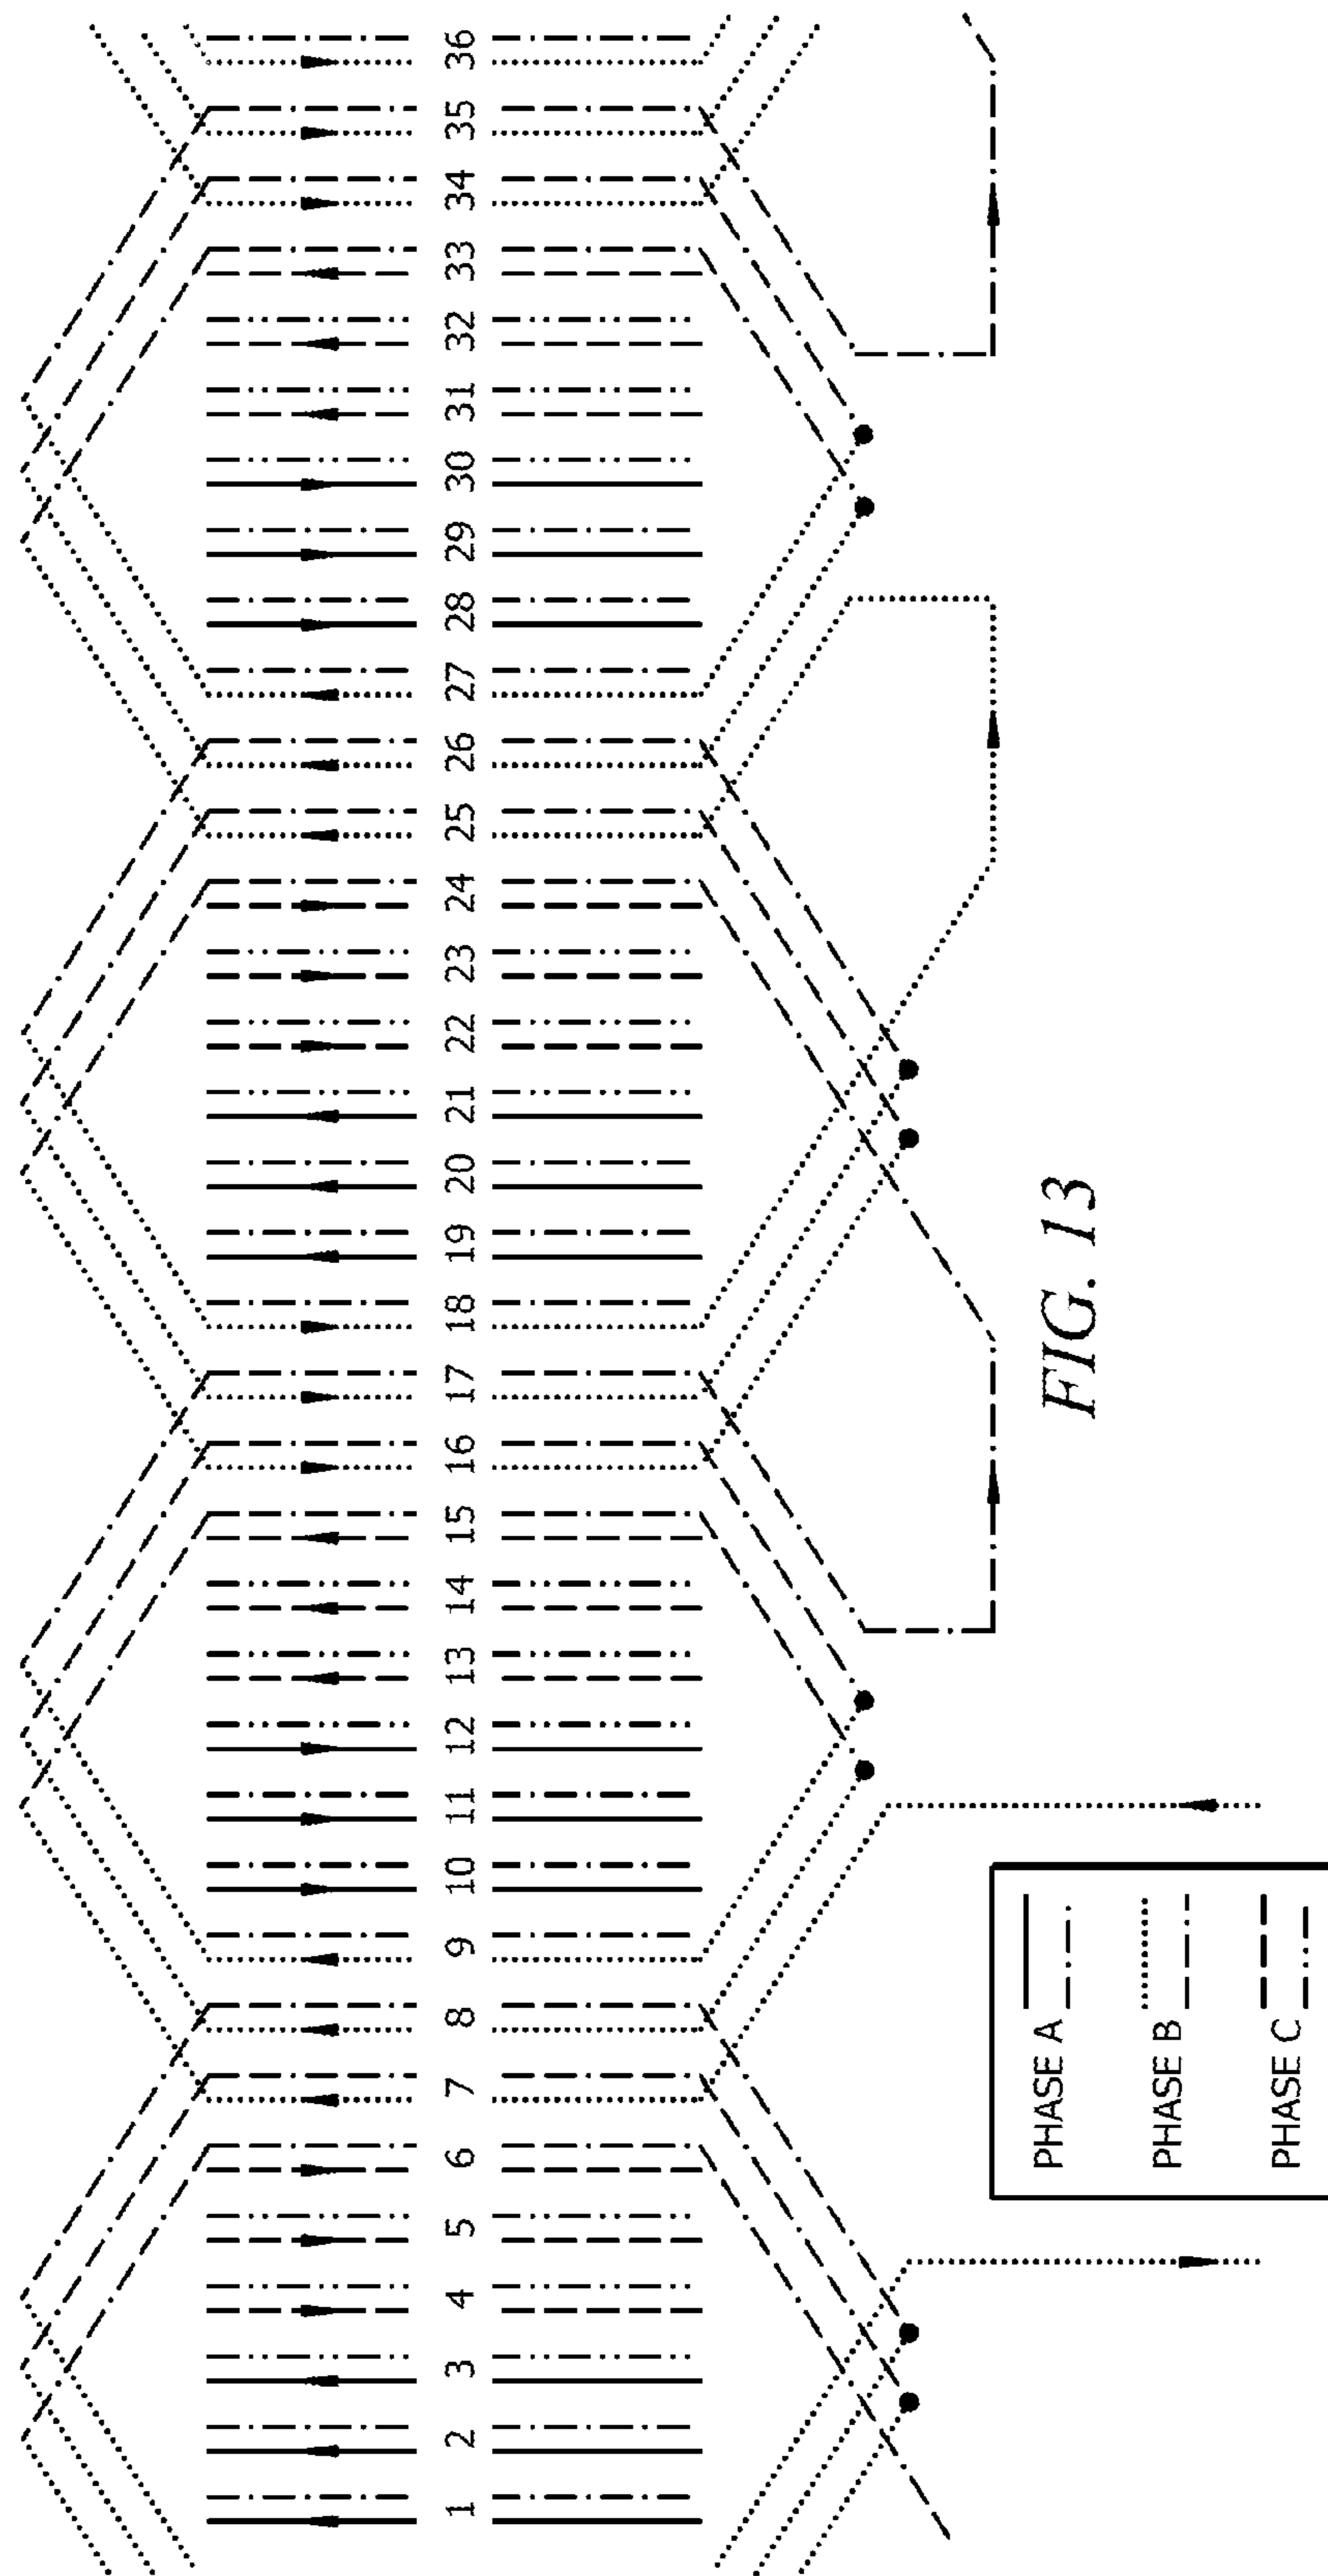 1 2 3 4 5 6 7 8 9 10 11 12 13 14 15 16 17 18 19 20 21 22 23 24 25 26 27 28 29 30 31 32 33 34 35 36
PHASE A
PHASE B
PHASE C
FIG. 13